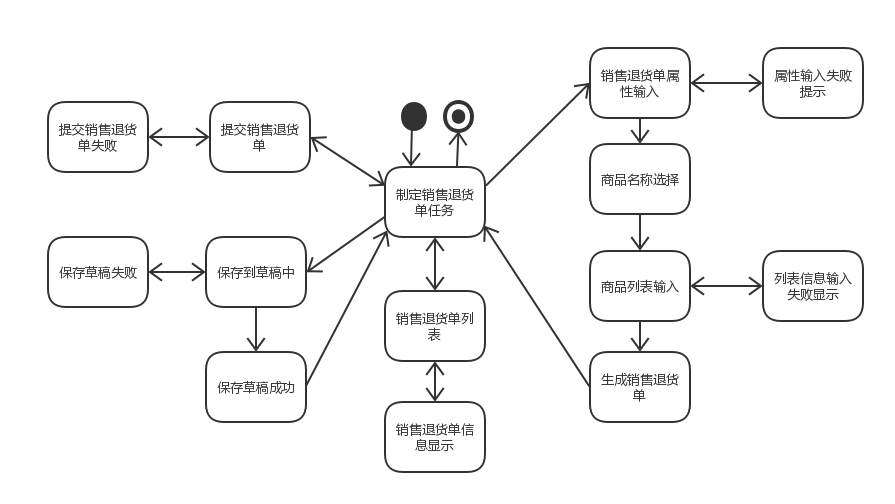 提交销售退货
单失败
提交销售退货
单
保存草稿失败
保存到草稿中
保存草稿成功
制定销售退货
单任务
销售退货单列
表
销售退货单信
息显示
销售退货单属
性输入
属性输入失败
提示
商品名称选择
商品列表输入
列表信息输入
失败显示
生成销售退货
单